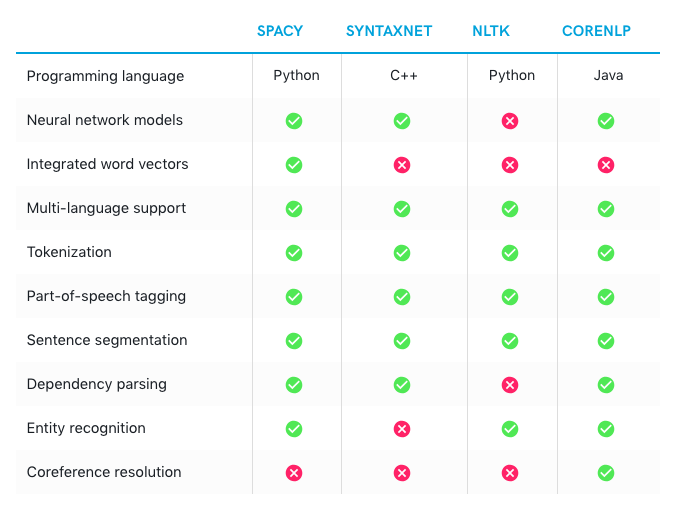 SPACY SYNTAXNET NLTK CORENLP
Programming language Python C++ Python Java
Neural network models
Integrated word vectors
Multi-language support
Tokenization
Part-of-speech tagging
Sentence segmentation
Dependency parsing
Entity recognition
Coreference resolution